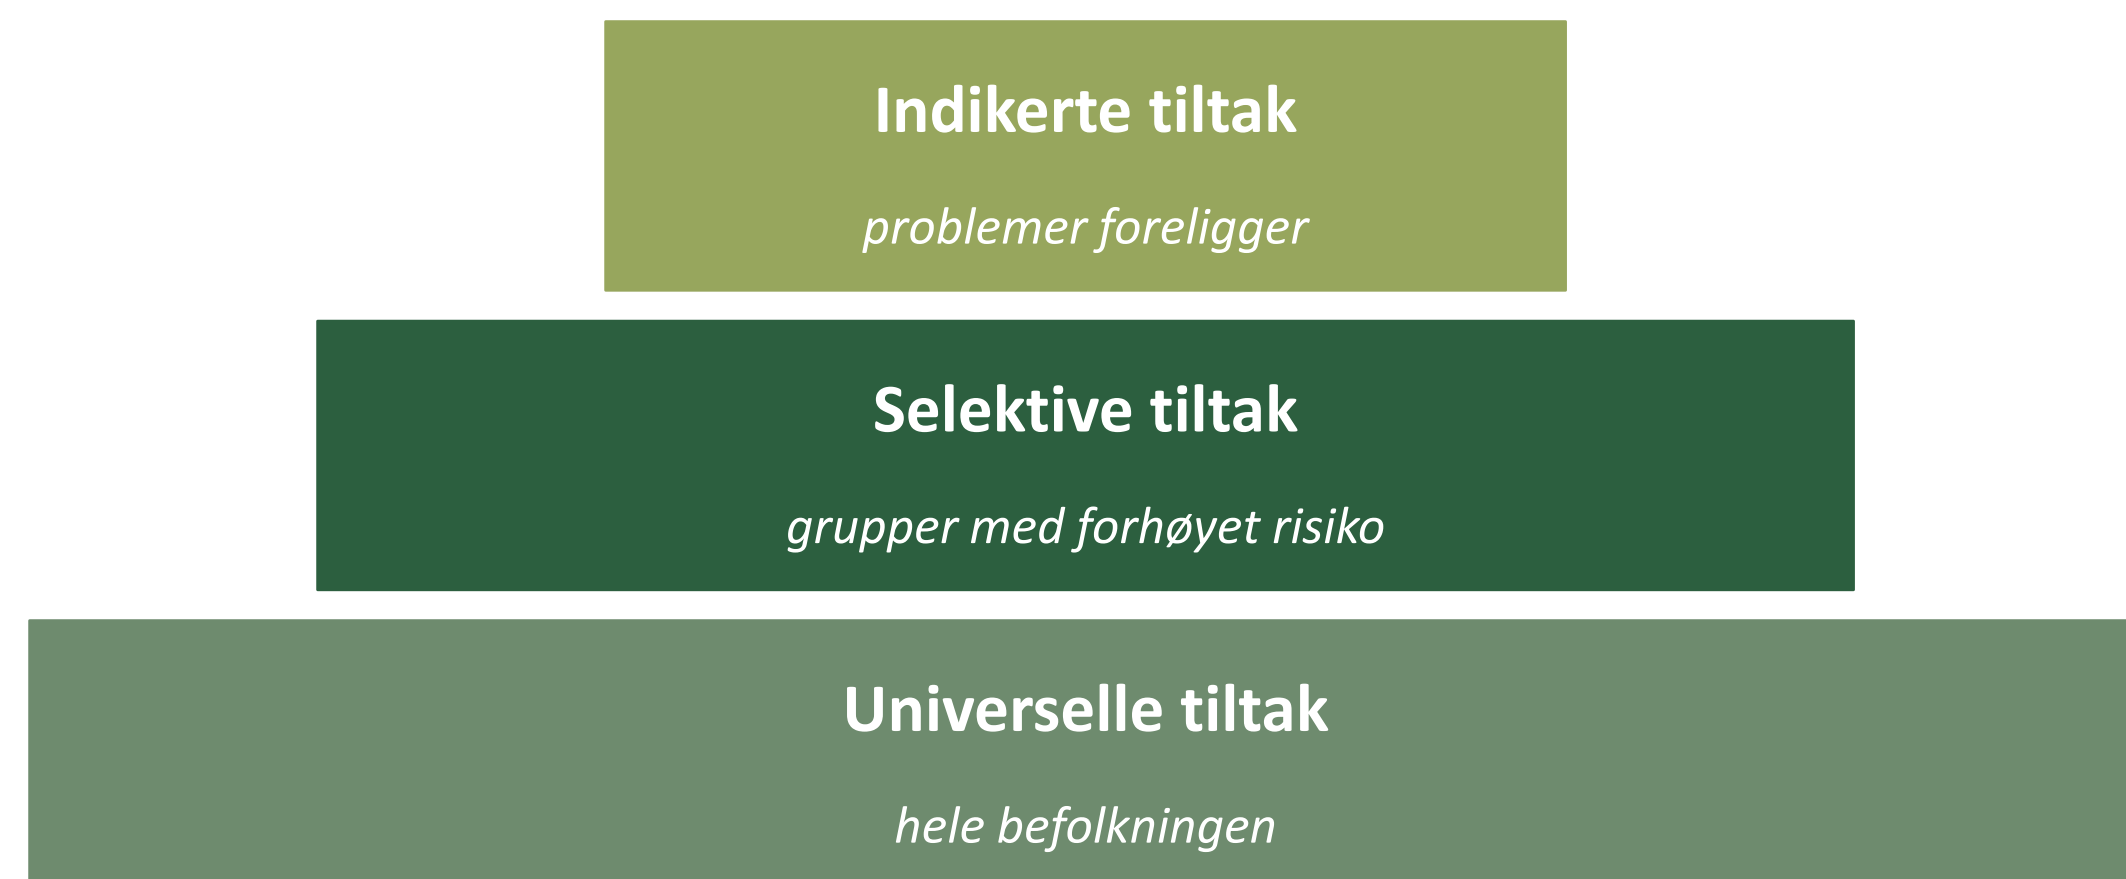 Indikerte tiltak
problemer foreligger
Selektive tiltak
grupper med forhøyet risiko
Universelle tiltak
hele befolkningen